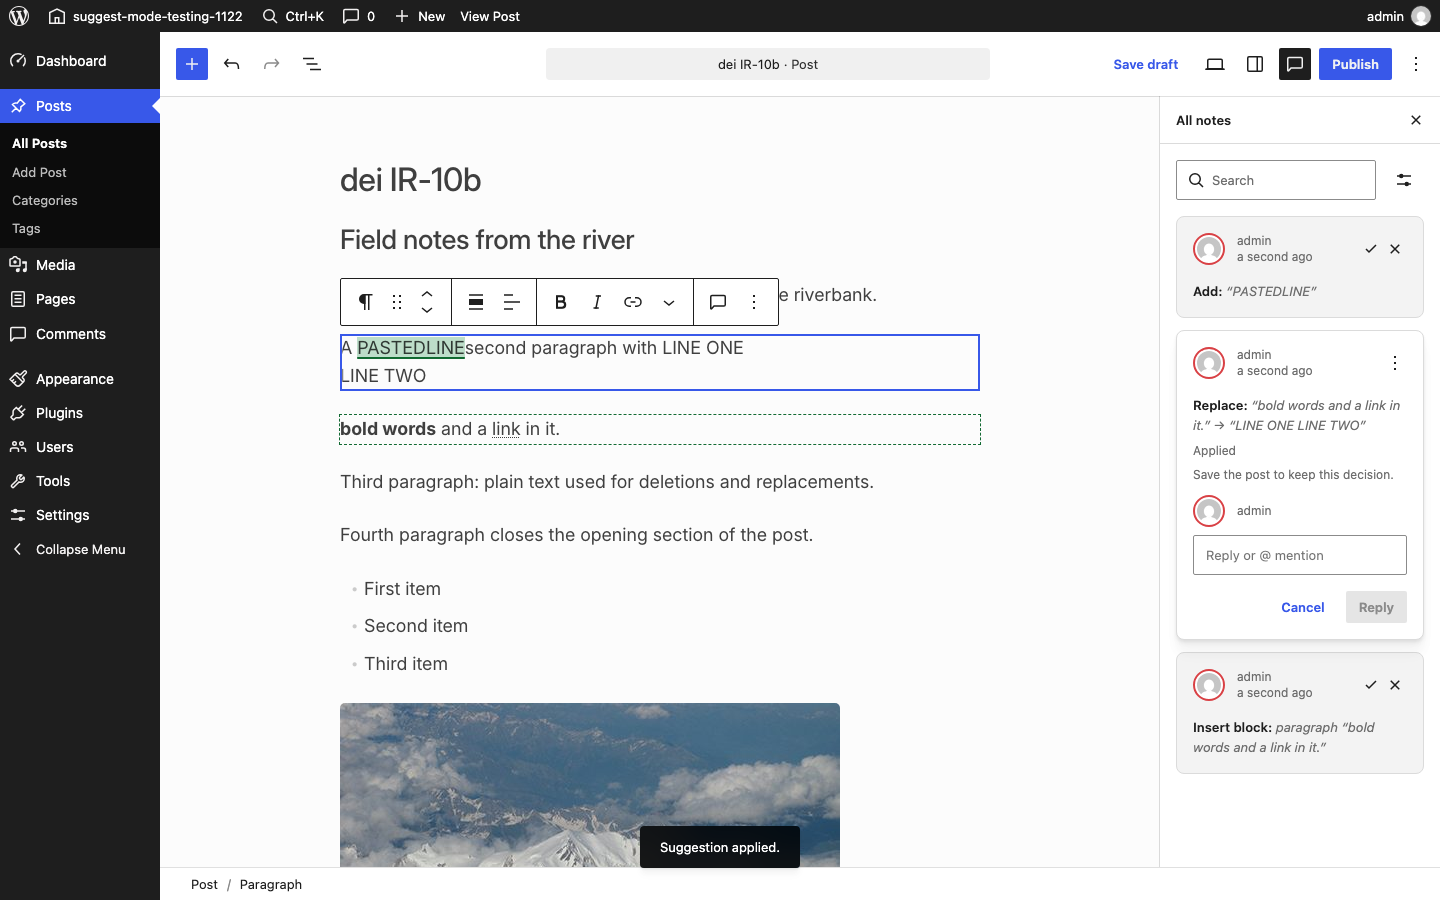 suggest-mode-testing-1122
Ctrl+K
0
New
View Post
admin
Dashboard
Posts
All Posts
Add Post
Categories
Tags
Media
Pages
Comments
Appearance
Plugins
Users
Tools
Settings
Collapse Menu
dei IR-10b · Post
Save draft
Publish
dei IR-10b
Field notes from the river
e riverbank.
B I
A PASTEDLINEsecond paragraph with LINE ONE
LINE TWO
bold words and a link in it.
Third paragraph: plain text used for deletions and replacements.
Fourth paragraph closes the opening section of the post.
• First item
• Second item
• Third item
Suggestion applied.
Post / Paragraph
All notes
Search
admin
a second ago
Add: “PASTEDLINE”
admin
a second ago
Replace: “bold words and a link in
it.” → “LINE ONE LINE TWO”
Applied
Save the post to keep this decision.
admin
Reply or @ mention
Cancel
Reply
admin
a second ago
Insert block: paragraph “bold
words and a link in it.”